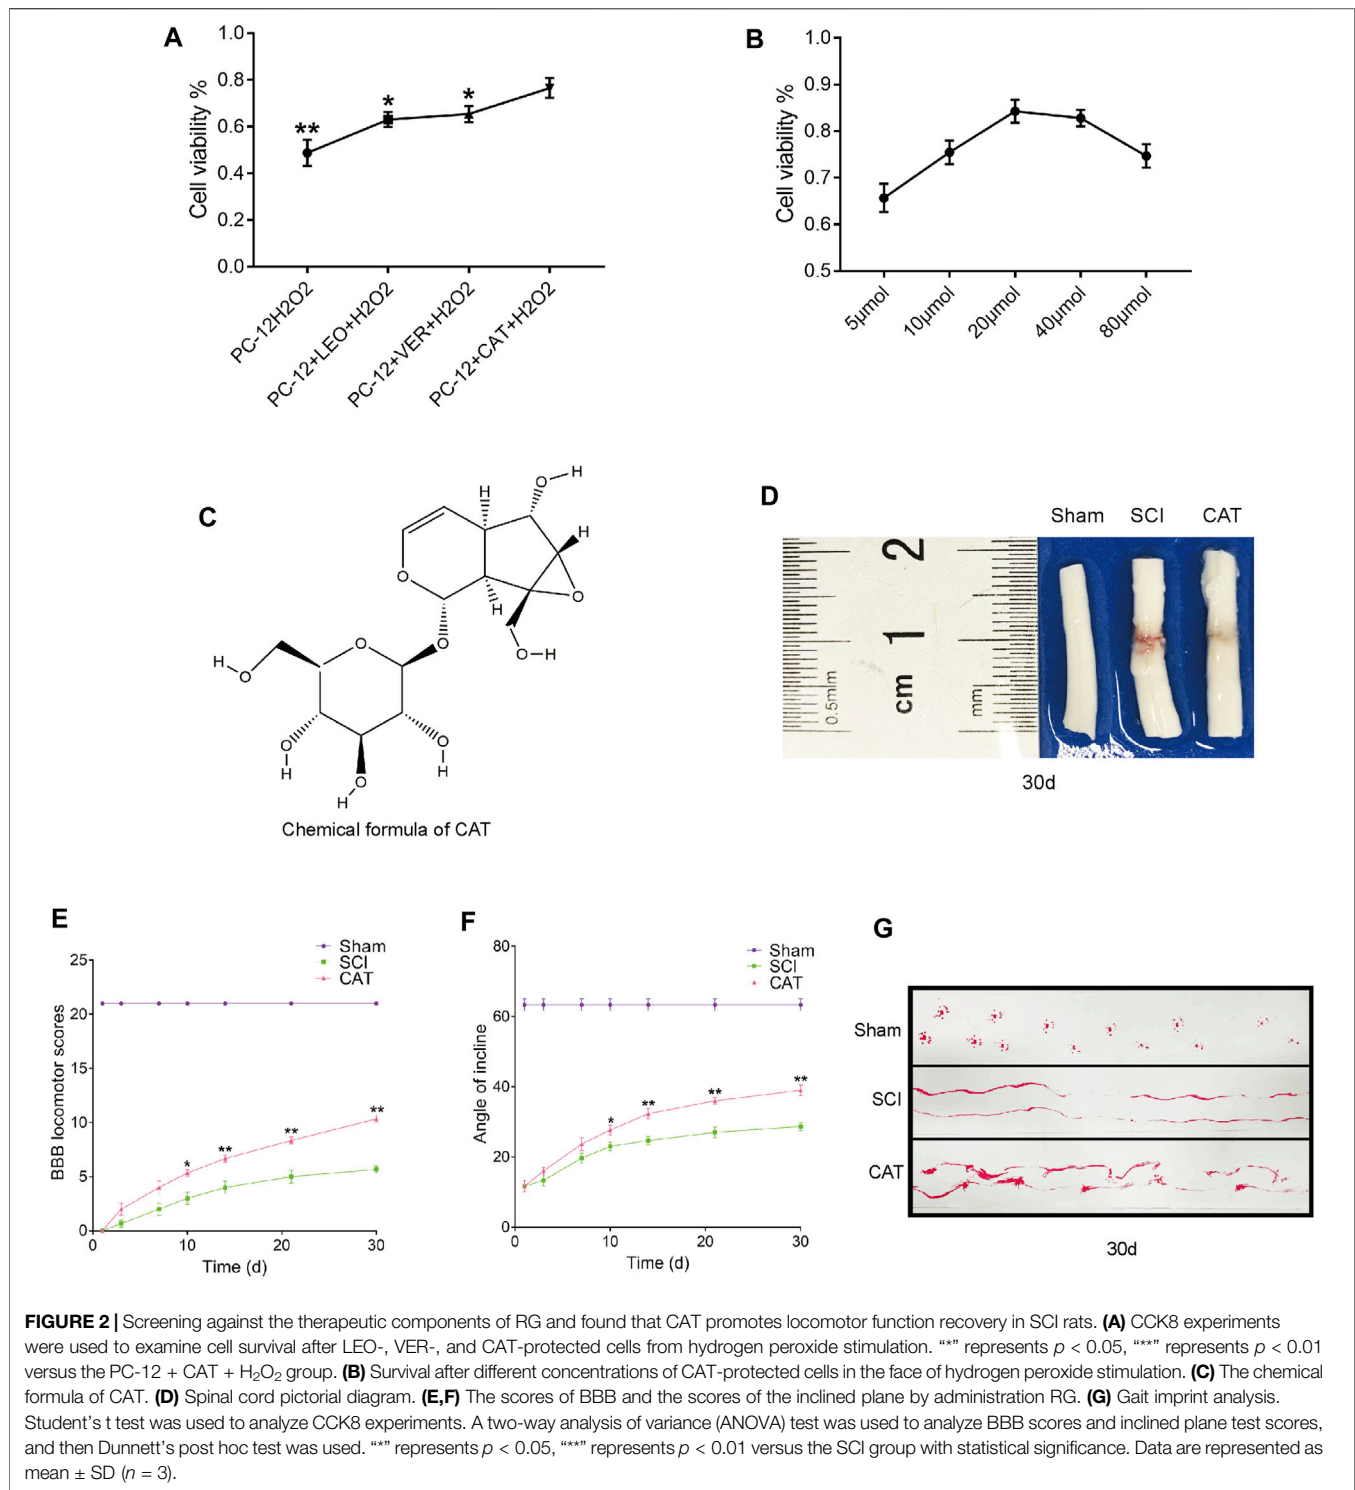 A
Cell viability %
1.0
0.8
0.6
0.4
0.2
0.0
**
*
*
PC-12H2O2
PC-12+LEO+H2O2
PC-12+VER+H2O2
PC-12+CAT+H2O2
B
Cell viability %
1.0
0.9
0.8
0.7
0.6
0.5
5μmol
10μmol
20μmol
40μmol
80μmol
C
H
O
H
H
O
O
H
O
H
O
O
O-H
H
O
O
H
O
H
O
H
Chemical formula of CAT
D
Sham SCI CAT
2
1
cm
0.5mm
mm
30d
E
Sham
SCI
CAT
BBB locomotor scores
25
20
15
10
5
0
*
**
**
**
0 10 20 30
Time (d)
F
Sham
SCI
CAT
Angle of incline
80
60
40
20
0
*
**
**
**
0 10 20 30
Time (d)
G
Sham
SCI
CAT
30d
FIGURE 2 | Screening against the therapeutic components of RG and found that CAT promotes locomotor function recovery in SCI rats. (A) CCK8 experiments
were used to examine cell survival after LEO-, VER-, and CAT-protected cells from hydrogen peroxide stimulation. “*” represents p < 0.05, “**” represents p < 0.01
versus the PC-12 + CAT + H₂O₂ group. (B) Survival after different concentrations of CAT-protected cells in the face of hydrogen peroxide stimulation. (C) The chemical
formula of CAT. (D) Spinal cord pictorial diagram. (E,F) The scores of BBB and the scores of the inclined plane by administration RG. (G) Gait imprint analysis.
Student’s t test was used to analyze CCK8 experiments. A two-way analysis of variance (ANOVA) test was used to analyze BBB scores and inclined plane test scores,
and then Dunnett’s post hoc test was used. “*” represents p < 0.05, “**” represents p < 0.01 versus the SCI group with statistical significance. Data are represented as
mean ± SD (n = 3).